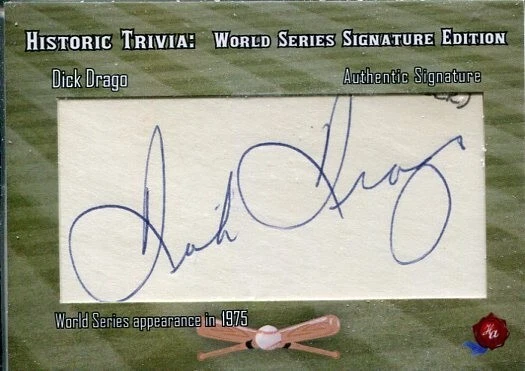 Historic Trivia: World Series Signature Edition
Dick Drago Authentic Signature
Dick Drago
World Series appearance in 1975